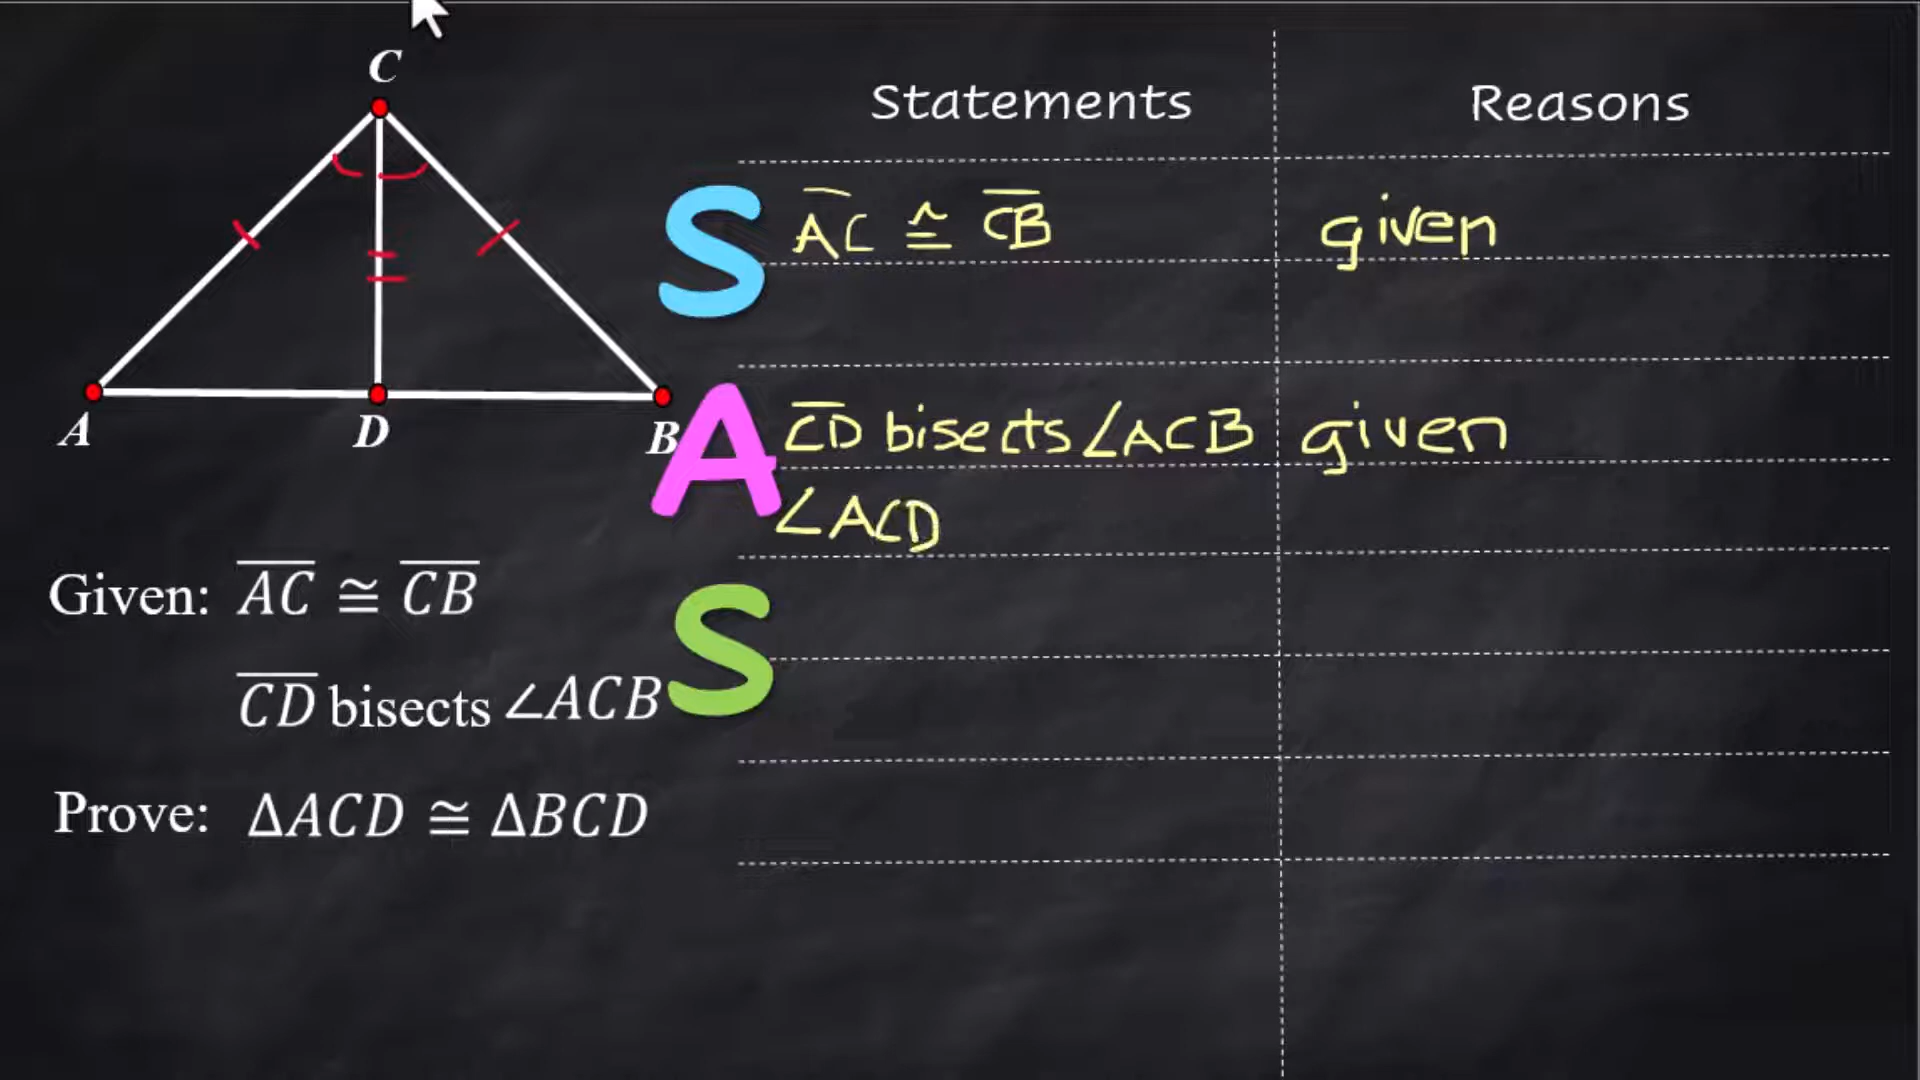 C
A
D
B
Statements
Reasons
S
AC ≅ CB
given
A
CD bisects ∠ACB
given
∠ACD
S
Given: AC ≅ CB
CD bisects ∠ACB
Prove: ΔACD ≅ ΔBCD